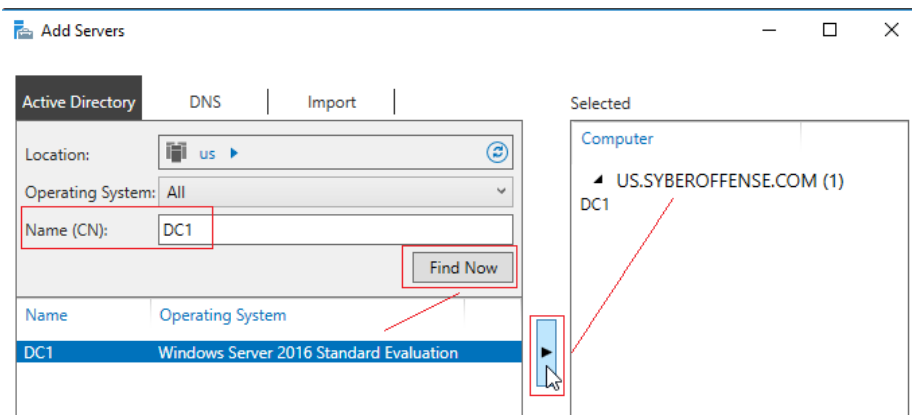 Add Servers
Active Directory DNS Import
Location: us
Operating System: All
Name (CN): DC1
Find Now
Name Operating System
DC1 Windows Server 2016 Standard Evaluation
Selected
Computer
US.SYBEROFFENSE.COM (1)
DC1